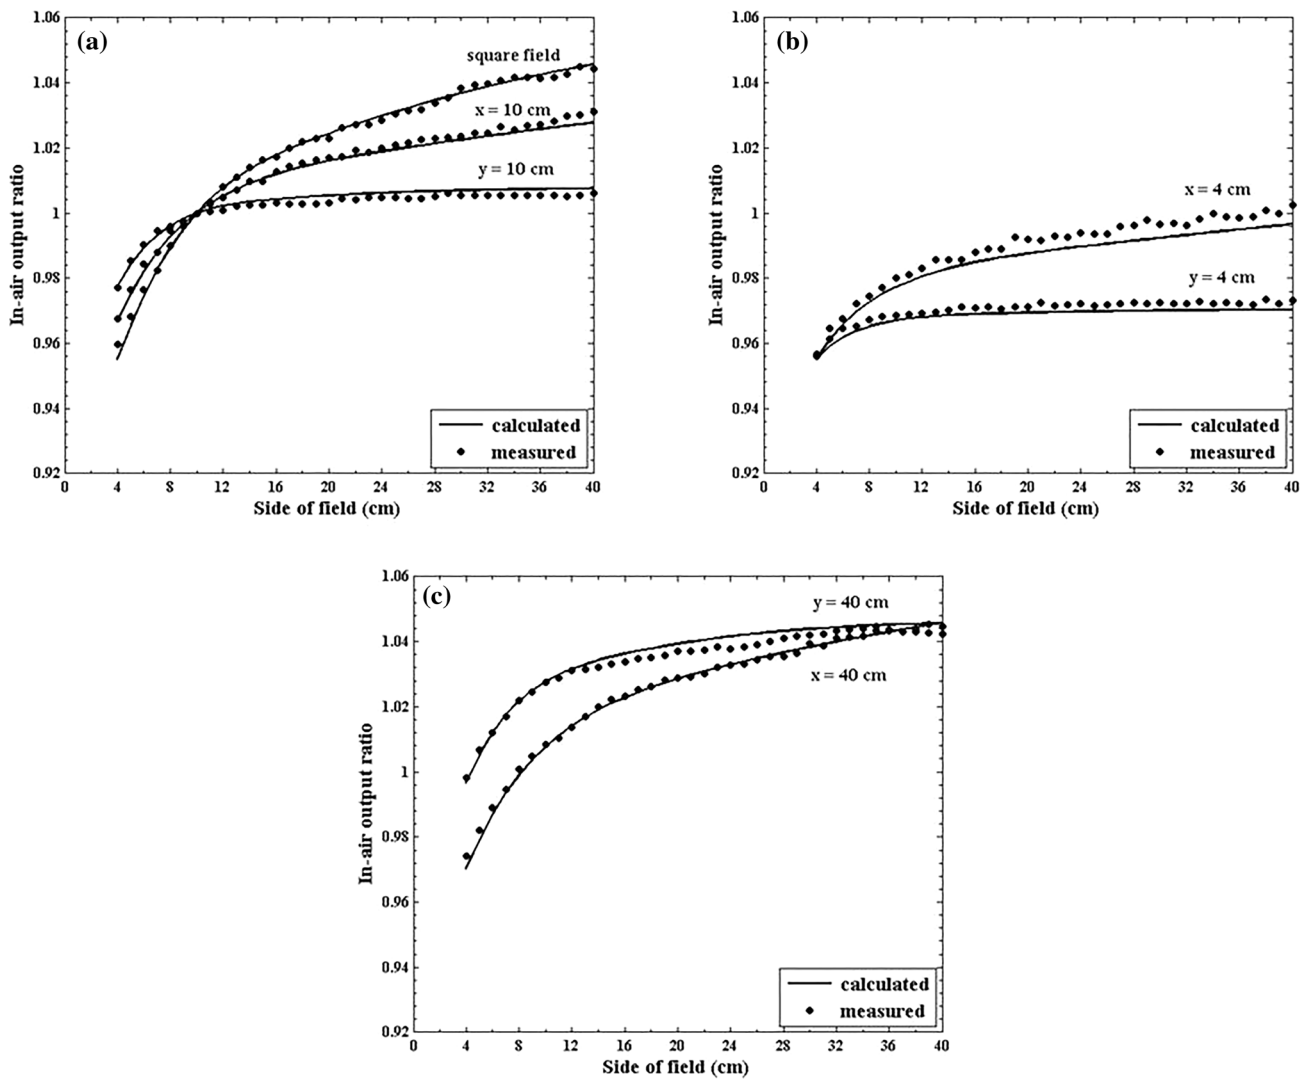 (a)
1.06
1.04
1.02
1
0.98
0.96
0.94
0.92
In-air output ratio
square field
x = 10 cm
y = 10 cm
calculated
measured
0 4 8 12 16 20 24 28 32 36 40
Side of field (cm)
(b)
1.06
1.04
1.02
1
0.98
0.96
0.94
0.92
In-air output ratio
x = 4 cm
y = 4 cm
calculated
measured
0 4 8 12 16 20 24 28 32 36 40
Side of field (cm)
(c)
1.06
1.04
1.02
1
0.98
0.96
0.94
0.92
In-air output ratio
y = 40 cm
x = 40 cm
calculated
measured
0 4 8 12 16 20 24 28 32 36 40
Side of field (cm)